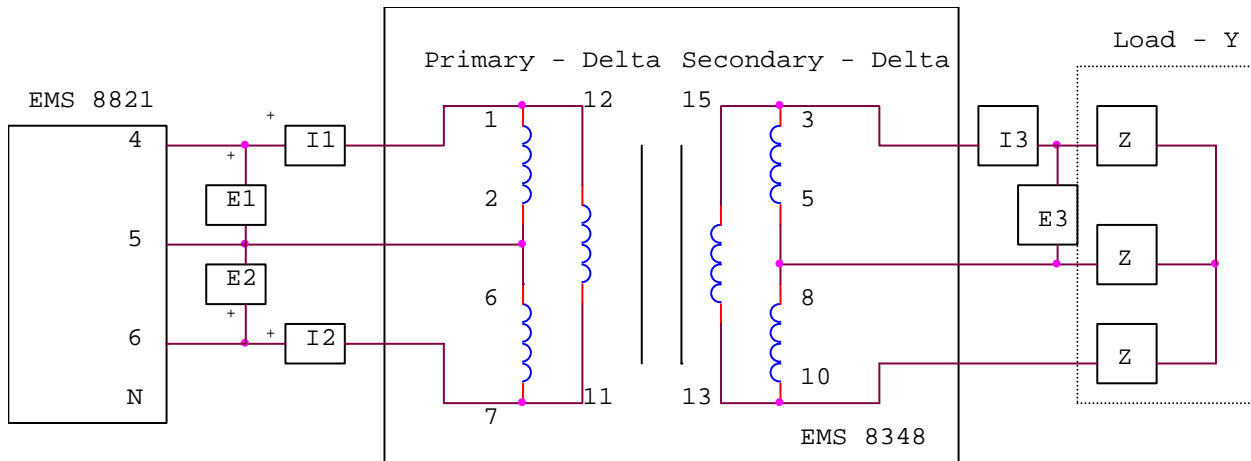 Load - Y
Primary - Delta
Secondary - Delta
EMS 8821
1
12
15
3
4
+
+
I1
I3
Z
2
5
E1
E3
5
Z
E2
6
8
+
+
6
I2
Z
10
N
7
11
13
EMS 8348